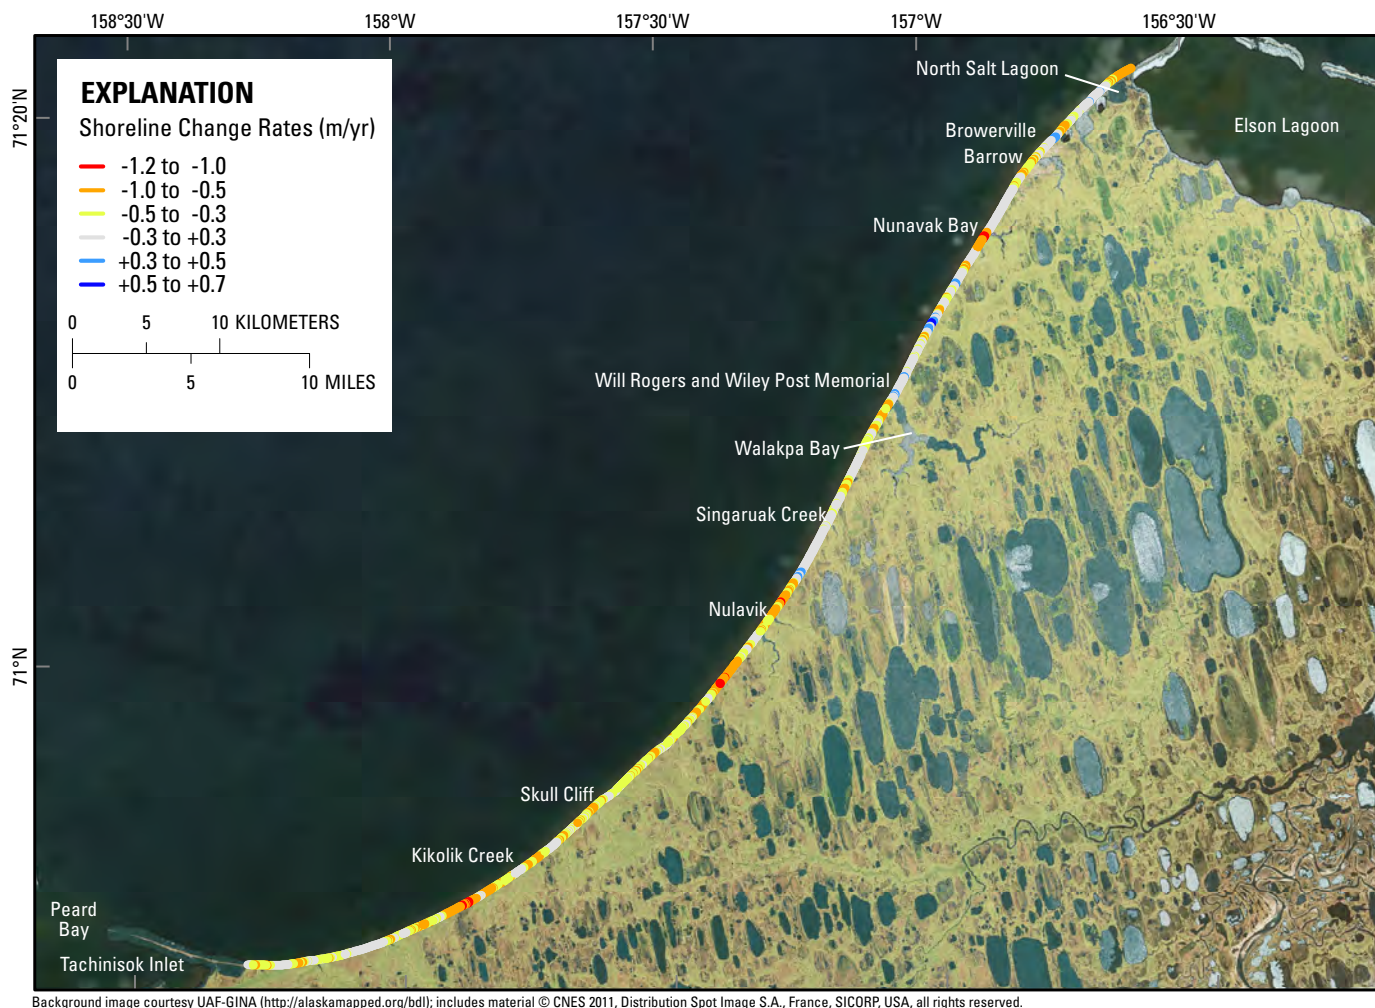 158°30'W
158°W
157°30'W
157°W
156°30'W
71°20'N
71°N
EXPLANATION
Shoreline Change Rates (m/yr)
-1.2 to -1.0
-1.0 to -0.5
-0.5 to -0.3
-0.3 to +0.3
+0.3 to +0.5
+0.5 to +0.7
0 5 10 KILOMETERS
0 5 10 MILES
North Salt Lagoon
Elson Lagoon
Browerville
Barrow
Nunavak Bay
Will Rogers and Wiley Post Memorial
Walakpa Bay
Singaruak Creek
Nulavik
Skull Cliff
Kikolik Creek
Peard
Bay
Tachinisok Inlet
Background image courtesy UAF-GINA (http://alaskamapped.org/bdl); includes material © CNES 2011, Distribution Spot Image S.A., France, SICORP, USA, all rights reserved.